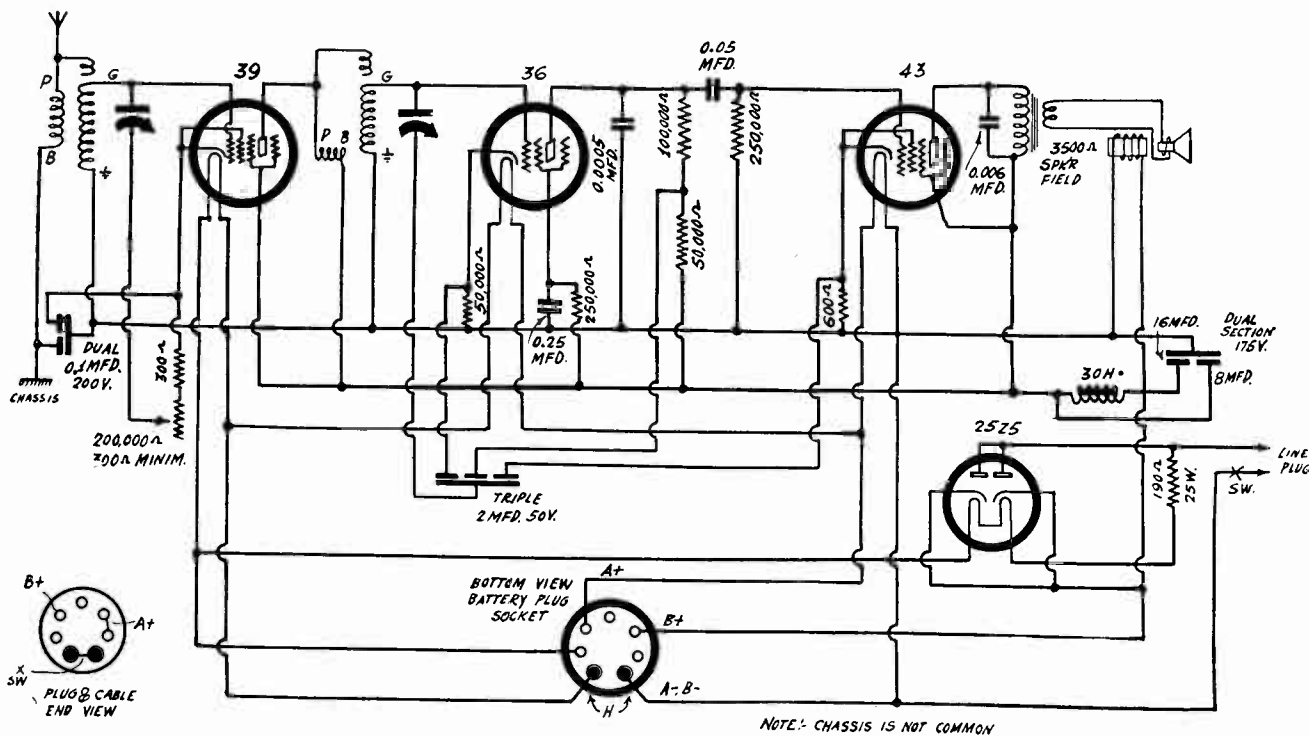 39
36
43
P
B
G
P
B
G
0.05
MFD.
0.0005
MFD.
100,000Ω
250,000Ω
50,000Ω
0.006
MFD.
3500Ω
SPKR
FIELD
50,000Ω
0.25
MFD.
250,000Ω
600Ω
CHASSIS
DUAL
0.1MFD.
200V.
300Ω
200,000Ω
300Ω MINIM.
16MFD.
DUAL
SECTION
175V.
8MFD.
30H
TRIPLE
2MFD. 50V.
25Z5
190Ω
25W.
LINE
PLUG
SW.
B+
A+
X
SW
PLUG & CABLE
END VIEW
BOTTOM VIEW
BATTERY PLUG
SOCKET
A+
B+
A-, B-
H
NOTE:- CHASSIS IS NOT COMMON